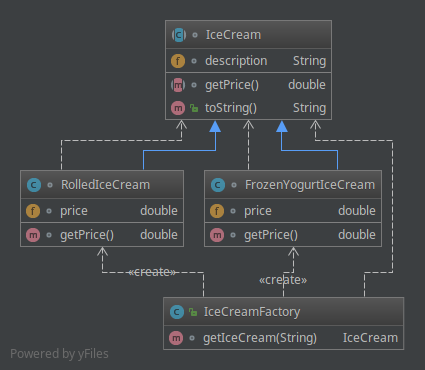 IceCream
description String
getPrice() double
toString() String
RolledIceCream
price double
getPrice() double
FrozenYogurtIceCream
price double
getPrice() double
«create»
«create»
IceCreamFactory
getIceCream(String) IceCream
Powered by yFiles